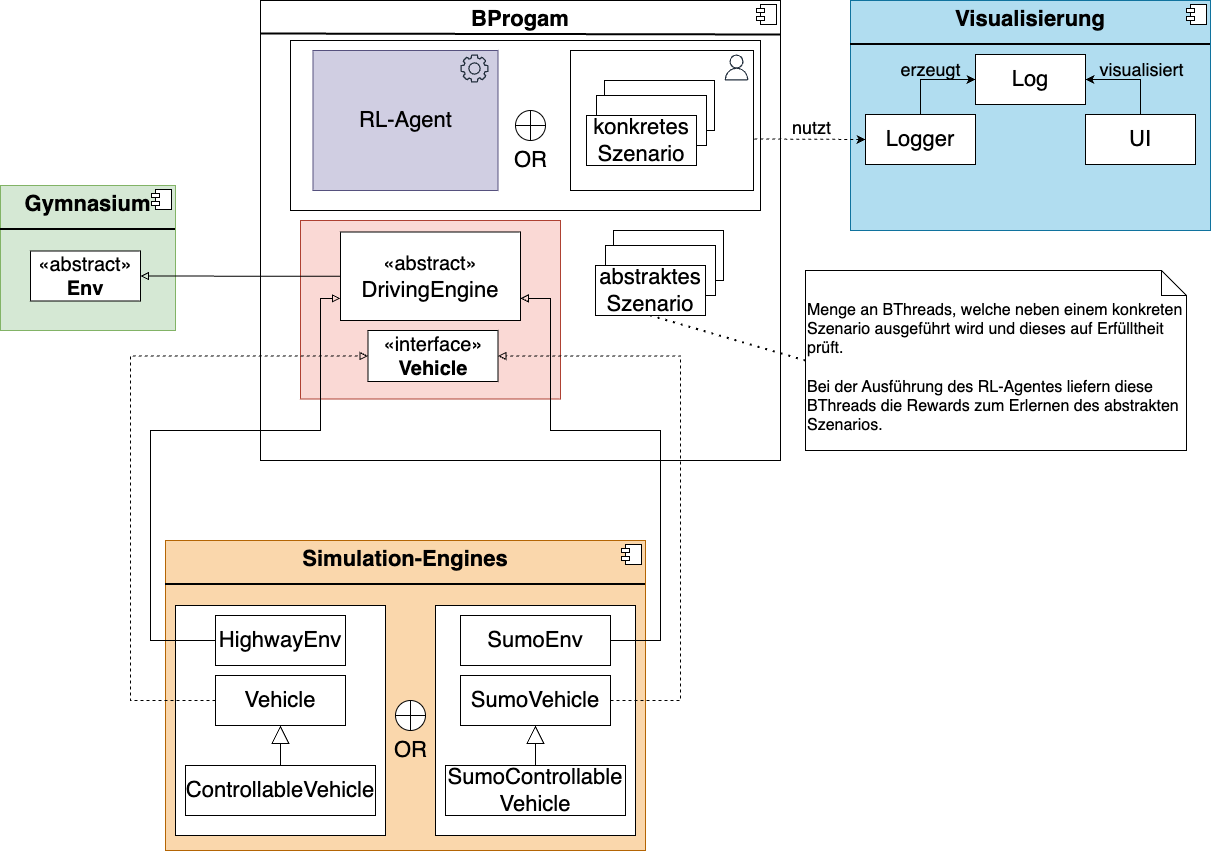 BProgam
Visualisierung
RL-Agent
OR
konkretes
Szenario
nutzt
erzeugt
Log
visualisiert
Logger
UI
Gymnasium
«abstract»
Env
«abstract»
DrivingEngine
«interface»
Vehicle
abstraktes
Szenario
Menge an BThreads, welche neben einem konkreten
Szenario ausgeführt wird und dieses auf Erfülltheit
prüft.
Bei der Ausführung des RL-Agentes liefern diese
BThreads die Rewards zum Erlernen des abstrakten
Szenarios.
Simulation-Engines
HighwayEnv
Vehicle
ControllableVehicle
OR
SumoEnv
SumoVehicle
SumoControllable
Vehicle